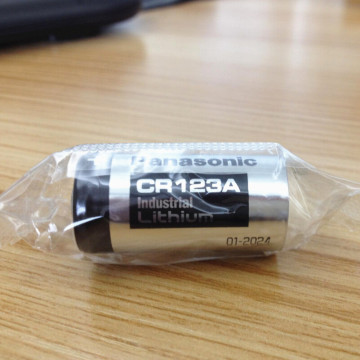 Panasonic
CR123A
Industrial
Lithium
01-2024